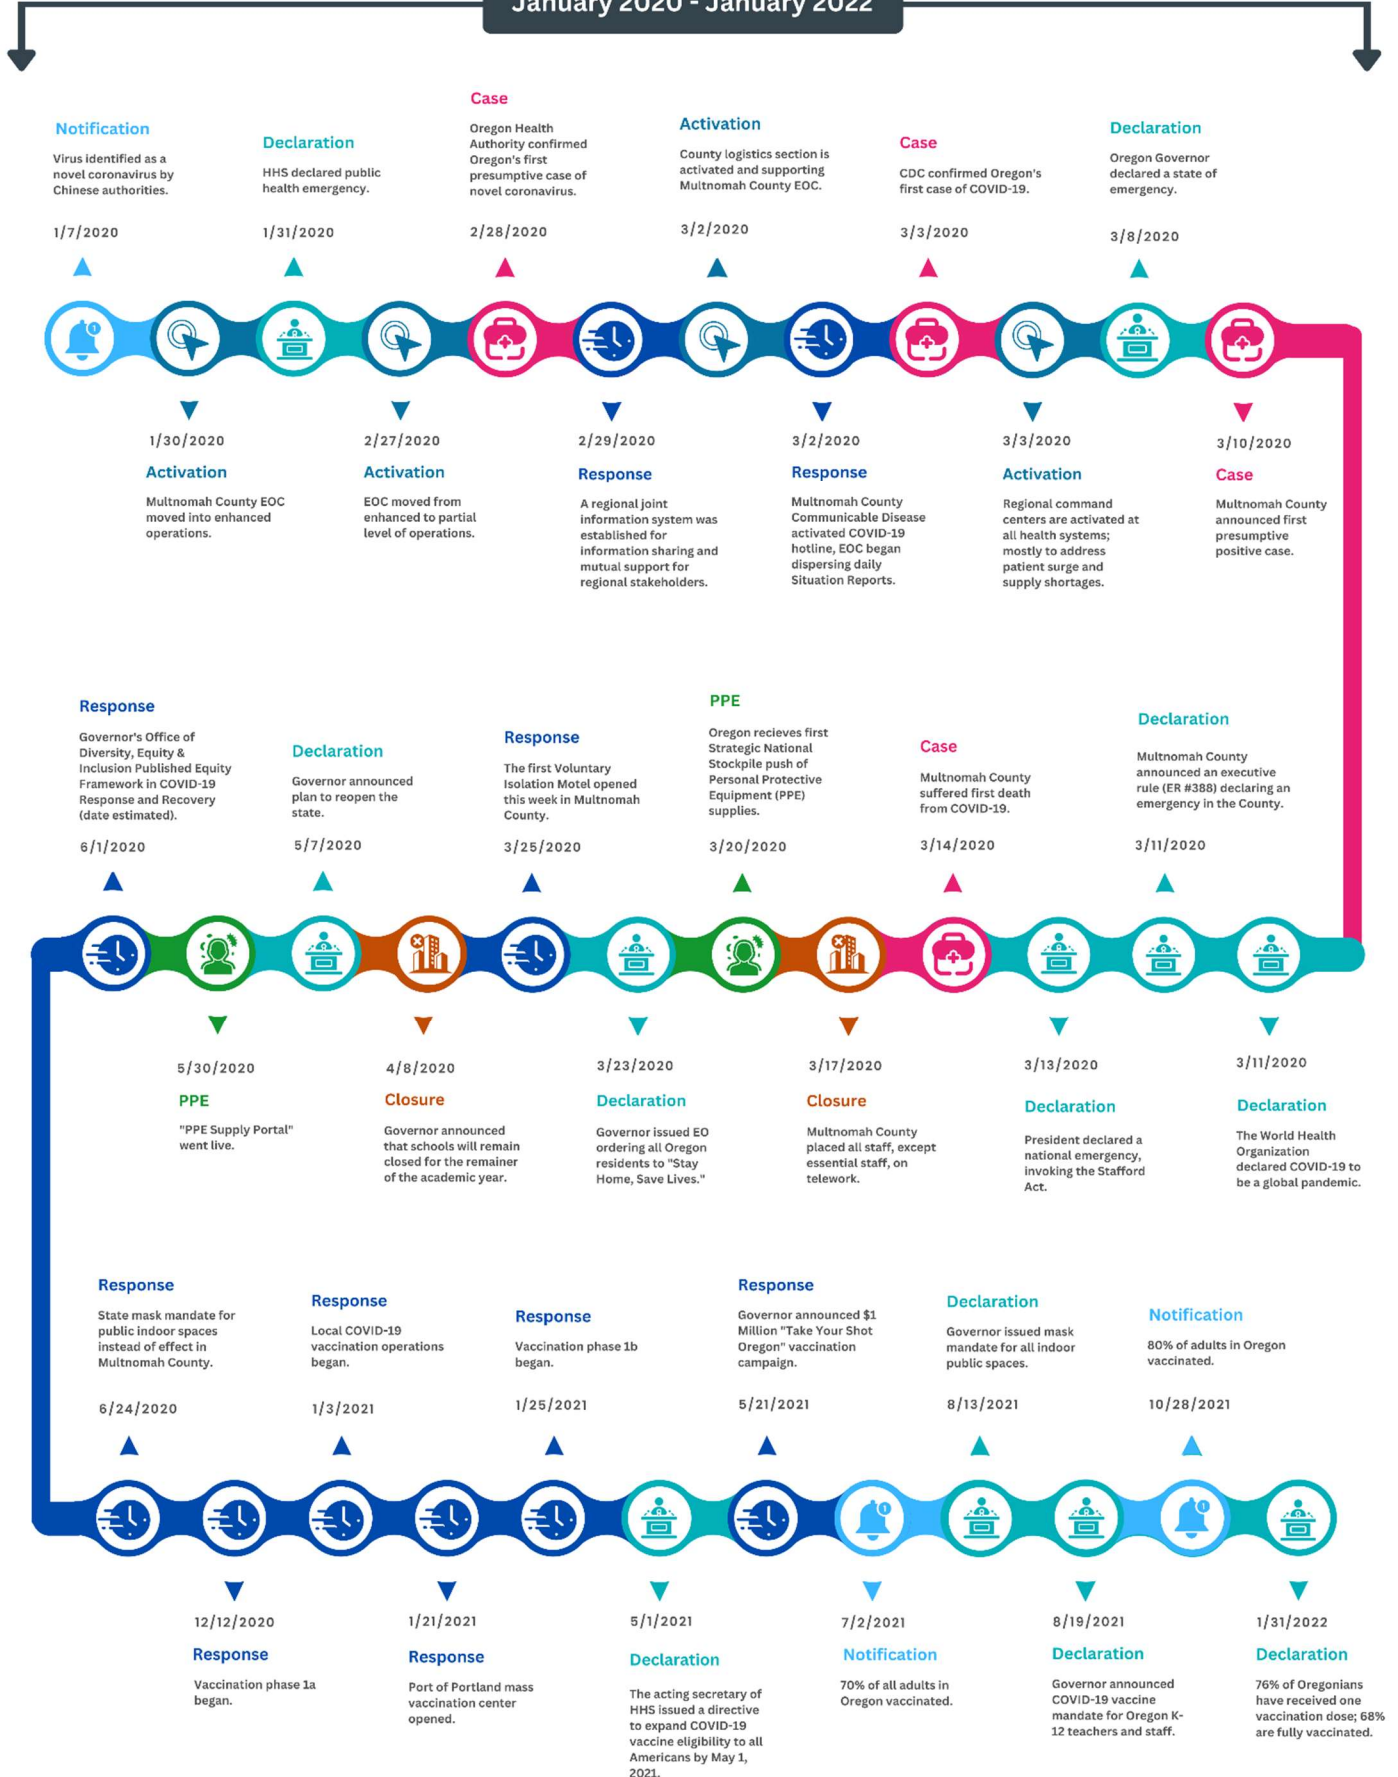 January 2020 - January 2022
Notification
Virus identified as a
novel coronavirus by
Chinese authorities.
1/7/2020
Declaration
HHS declared public
health emergency.
1/31/2020
Case
Oregon Health
Authority confirmed
Oregon's first
presumptive case of
novel coronavirus.
2/28/2020
Activation
County logistics section is
activated and supporting
Multnomah County EOC.
3/2/2020
Case
CDC confirmed Oregon's
first case of COVID-19.
3/3/2020
Declaration
Oregon Governor
declared a state of
emergency.
3/8/2020
1/30/2020
Activation
Multnomah County EOC
moved into enhanced
operations.
2/27/2020
Activation
EOC moved from
enhanced to partial
level of operations.
2/29/2020
Response
A regional joint
information system was
established for
information sharing and
mutual support for
regional stakeholders.
3/2/2020
Response
Multnomah County
Communicable Disease
activated COVID-19
hotline, EOC began
dispersing daily
Situation Reports.
3/3/2020
Activation
Regional command
centers are activated at
all health systems;
mostly to address
patient surge and
supply shortages.
3/10/2020
Case
Multnomah County
announced first
presumptive
positive case.
Response
Governor's Office of
Diversity, Equity &
Inclusion Published Equity
Framework in COVID-19
Response and Recovery
(date estimated).
6/1/2020
Declaration
Governor announced
plan to reopen the
state.
5/7/2020
Response
The first Voluntary
Isolation Motel opened
this week in Multnomah
County.
3/25/2020
PPE
Oregon recieves first
Strategic National
Stockpile push of
Personal Protective
Equipment (PPE)
supplies.
3/20/2020
Case
Multnomah County
suffered first death
from COVID-19.
3/14/2020
Declaration
Multnomah County
announced an executive
rule (ER #388) declaring an
emergency in the County.
3/11/2020
5/30/2020
PPE
"PPE Supply Portal"
went live.
4/8/2020
Closure
Governor announced
that schools will remain
closed for the remainer
of the academic year.
3/23/2020
Declaration
Governor issued EO
ordering all Oregon
residents to "Stay
Home, Save Lives."
3/17/2020
Closure
Multnomah County
placed all staff, except
essential staff, on
telework.
3/13/2020
Declaration
President declared a
national emergency,
invoking the Stafford
Act.
3/11/2020
Declaration
The World Health
Organization
declared COVID-19 to
be a global pandemic.
Response
State mask mandate for
public indoor spaces
instead of effect in
Multnomah County.
6/24/2020
Response
Local COVID-19
vaccination operations
began.
1/3/2021
Response
Vaccination phase 1b
began.
1/25/2021
Response
Governor announced $1
Million "Take Your Shot
Oregon" vaccination
campaign.
5/21/2021
Declaration
Governor issued mask
mandate for all indoor
public spaces.
8/13/2021
Notification
80% of adults in Oregon
vaccinated.
10/28/2021
12/12/2020
Response
Vaccination phase 1a
began.
1/21/2021
Response
Port of Portland mass
vaccination center
opened.
5/1/2021
Declaration
The acting secretary of
HHS issued a directive
to expand COVID-19
vaccine eligibility to all
Americans by May 1,
2021.
7/2/2021
Notification
70% of all adults in
Oregon vaccinated.
8/19/2021
Declaration
Governor announced
COVID-19 vaccine
mandate for Oregon K-
12 teachers and staff.
1/31/2022
Declaration
76% of Oregonians
have received one
vaccination dose; 68%
are fully vaccinated.